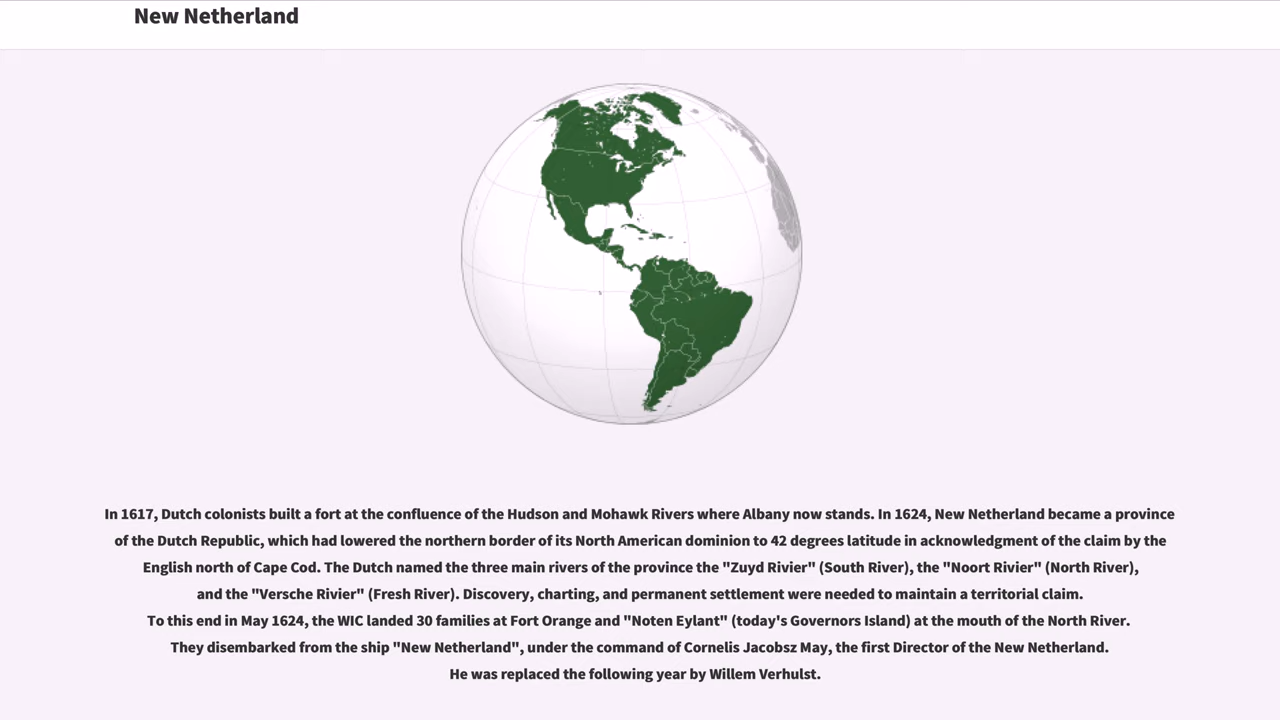 New Netherland
In 1617, Dutch colonists built a fort at the confluence of the Hudson and Mohawk Rivers where Albany now stands. In 1624, New Netherland became a province
of the Dutch Republic, which had lowered the northern border of its North American dominion to 42 degrees latitude in acknowledgment of the claim by the
English north of Cape Cod. The Dutch named the three main rivers of the province the "Zuyd Rivier" (South River), the "Noort Rivier" (North River),
and the "Versche Rivier" (Fresh River). Discovery, charting, and permanent settlement were needed to maintain a territorial claim.
To this end in May 1624, the WIC landed 30 families at Fort Orange and "Noten Eylant" (today's Governors Island) at the mouth of the North River.
They disembarked from the ship "New Netherland", under the command of Cornelis Jacobsz May, the first Director of the New Netherland.
He was replaced the following year by Willem Verhulst.